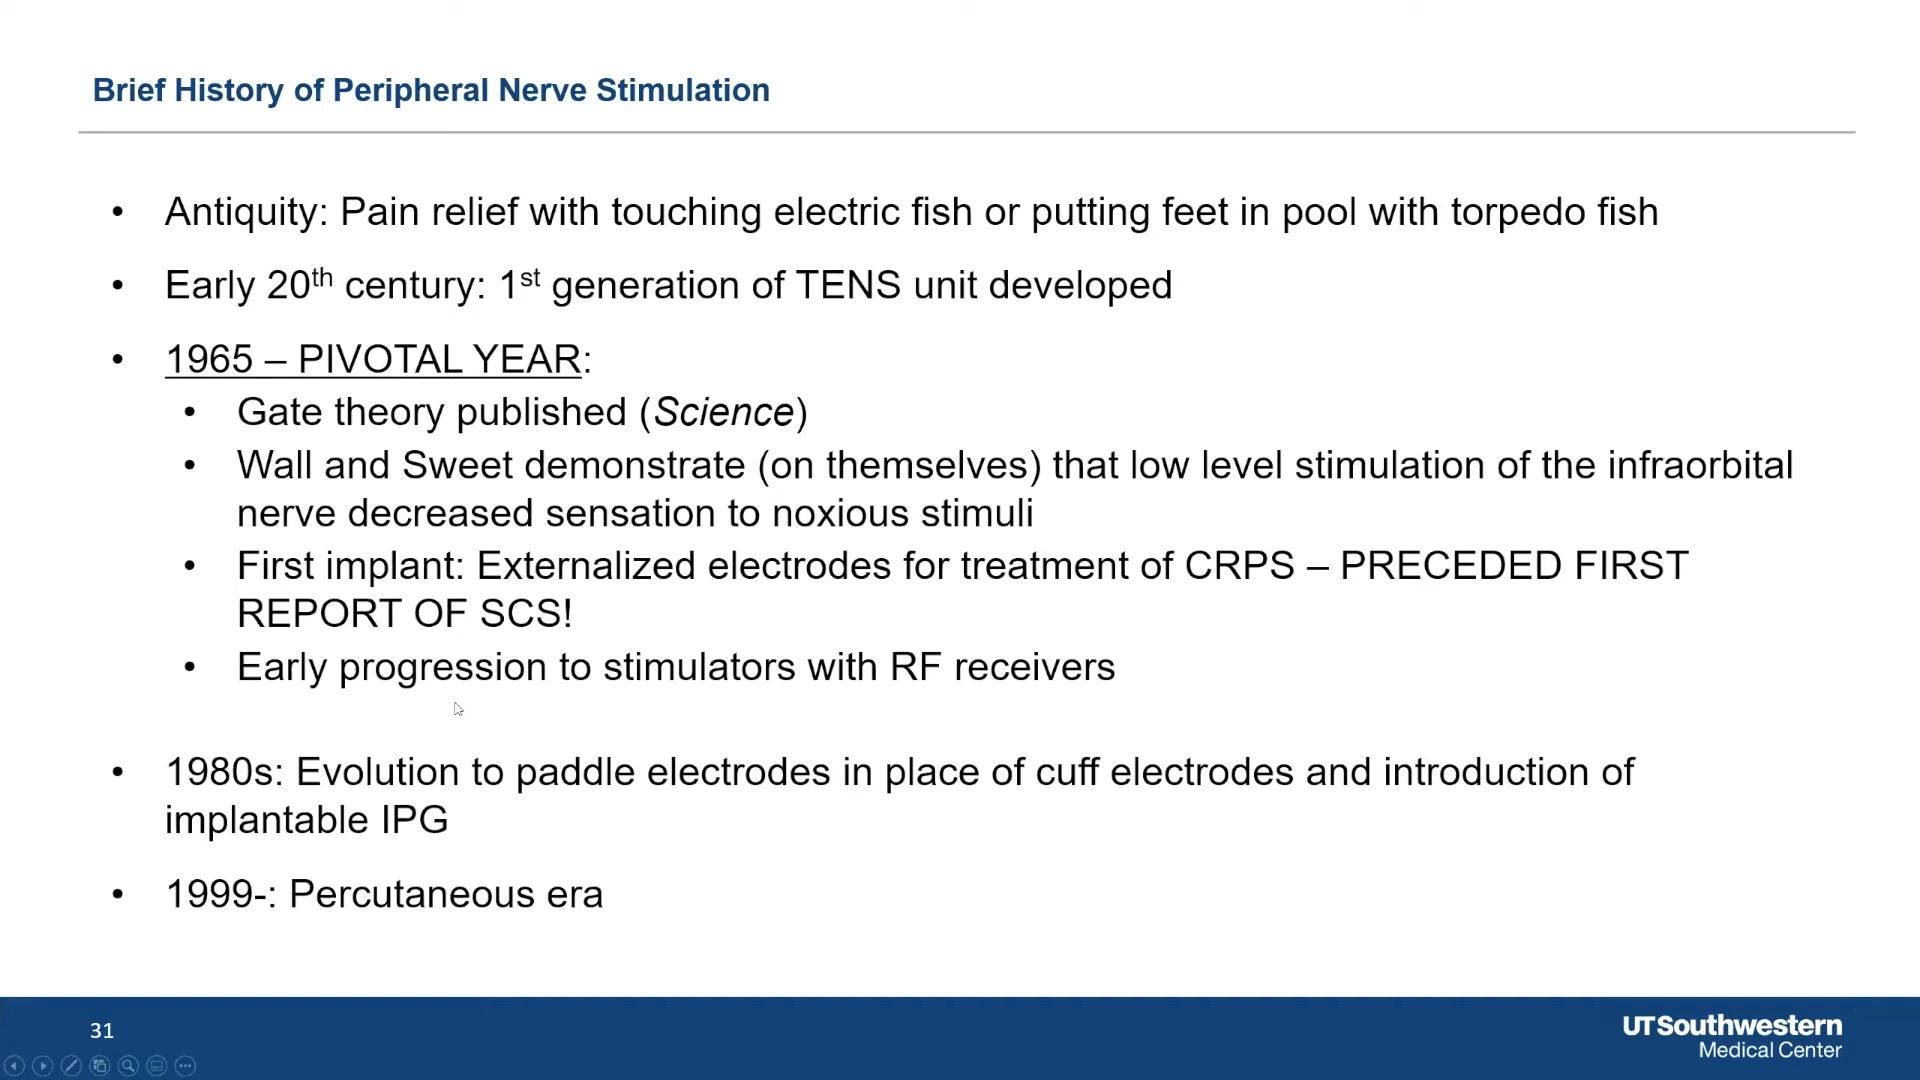 Brief History of Peripheral Nerve Stimulation
• Antiquity: Pain relief with touching electric fish or putting feet in pool with torpedo fish
• Early 20th century: 1st generation of TENS unit developed
• 1965 – PIVOTAL YEAR:
• Gate theory published (Science)
• Wall and Sweet demonstrate (on themselves) that low level stimulation of the infraorbital
nerve decreased sensation to noxious stimuli
• First implant: Externalized electrodes for treatment of CRPS – PRECEDED FIRST
REPORT OF SCS!
• Early progression to stimulators with RF receivers
• 1980s: Evolution to paddle electrodes in place of cuff electrodes and introduction of
implantable IPG
• 1999-: Percutaneous era
31
UTSouthwestern
Medical Center